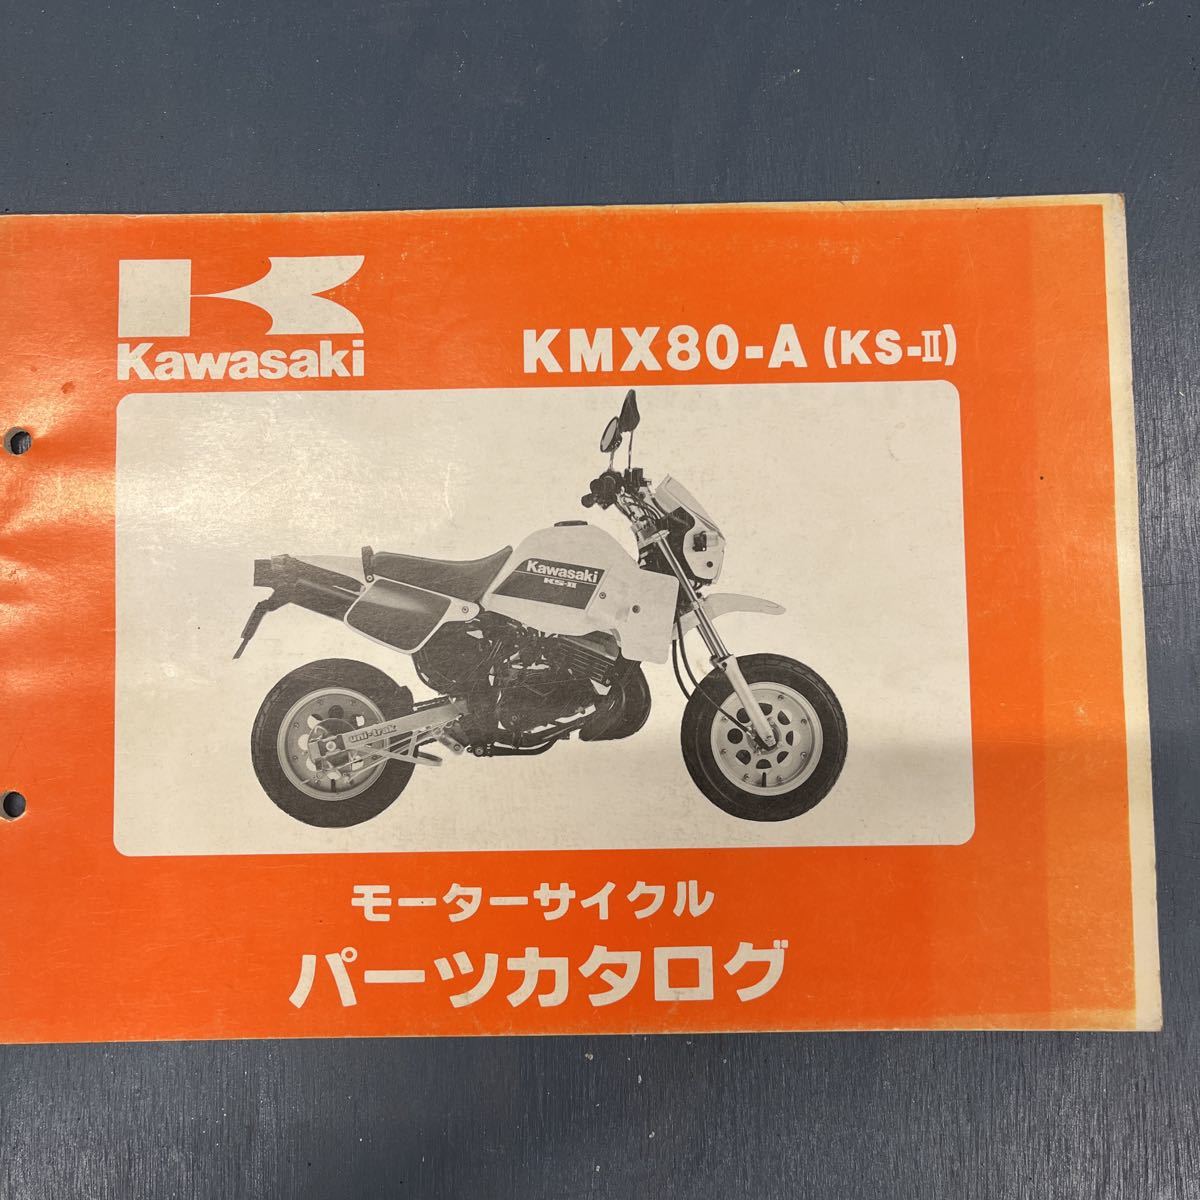 Kawasaki
KMX80-A (KS-II)
Kawasaki
KS-II
uni-trak
モーターサイクル
パーツカタログ